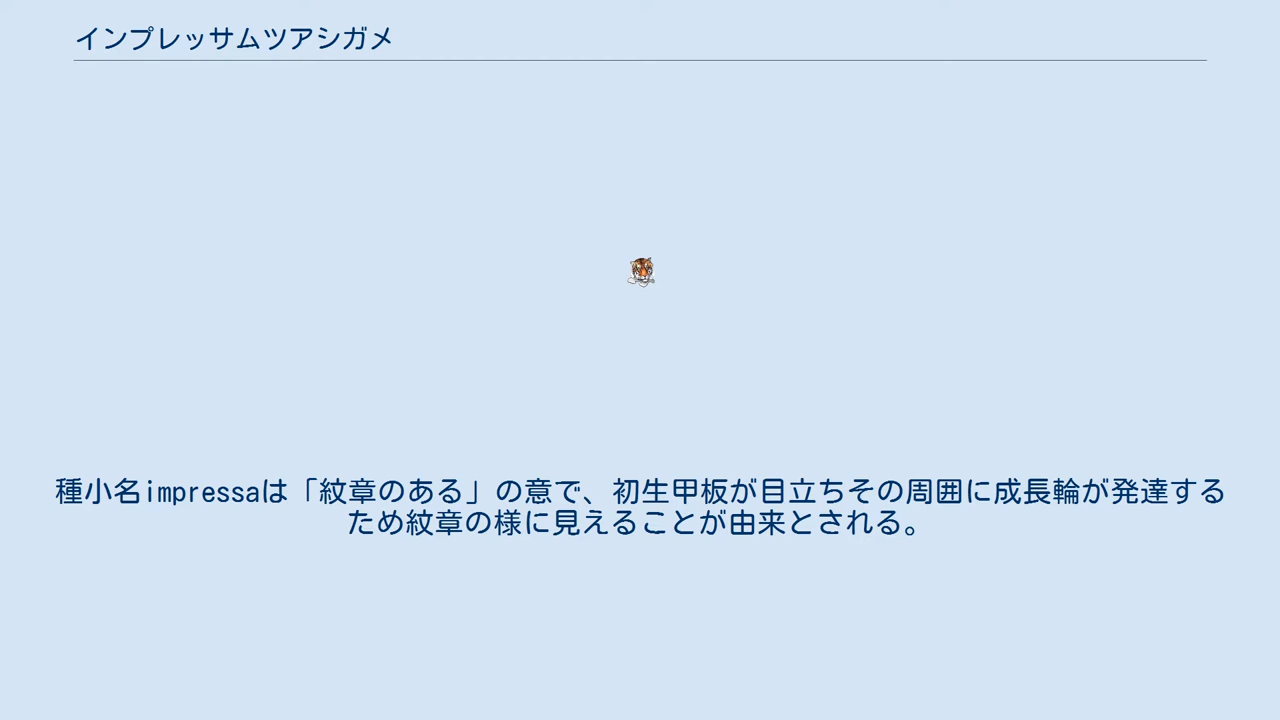 インプレッサムツアシガメ
種小名impressaは「紋章のある」の意で、初生甲板が目立ちその周囲に成長輪が発達する
ため紋章の様に見えることが由来とされる。